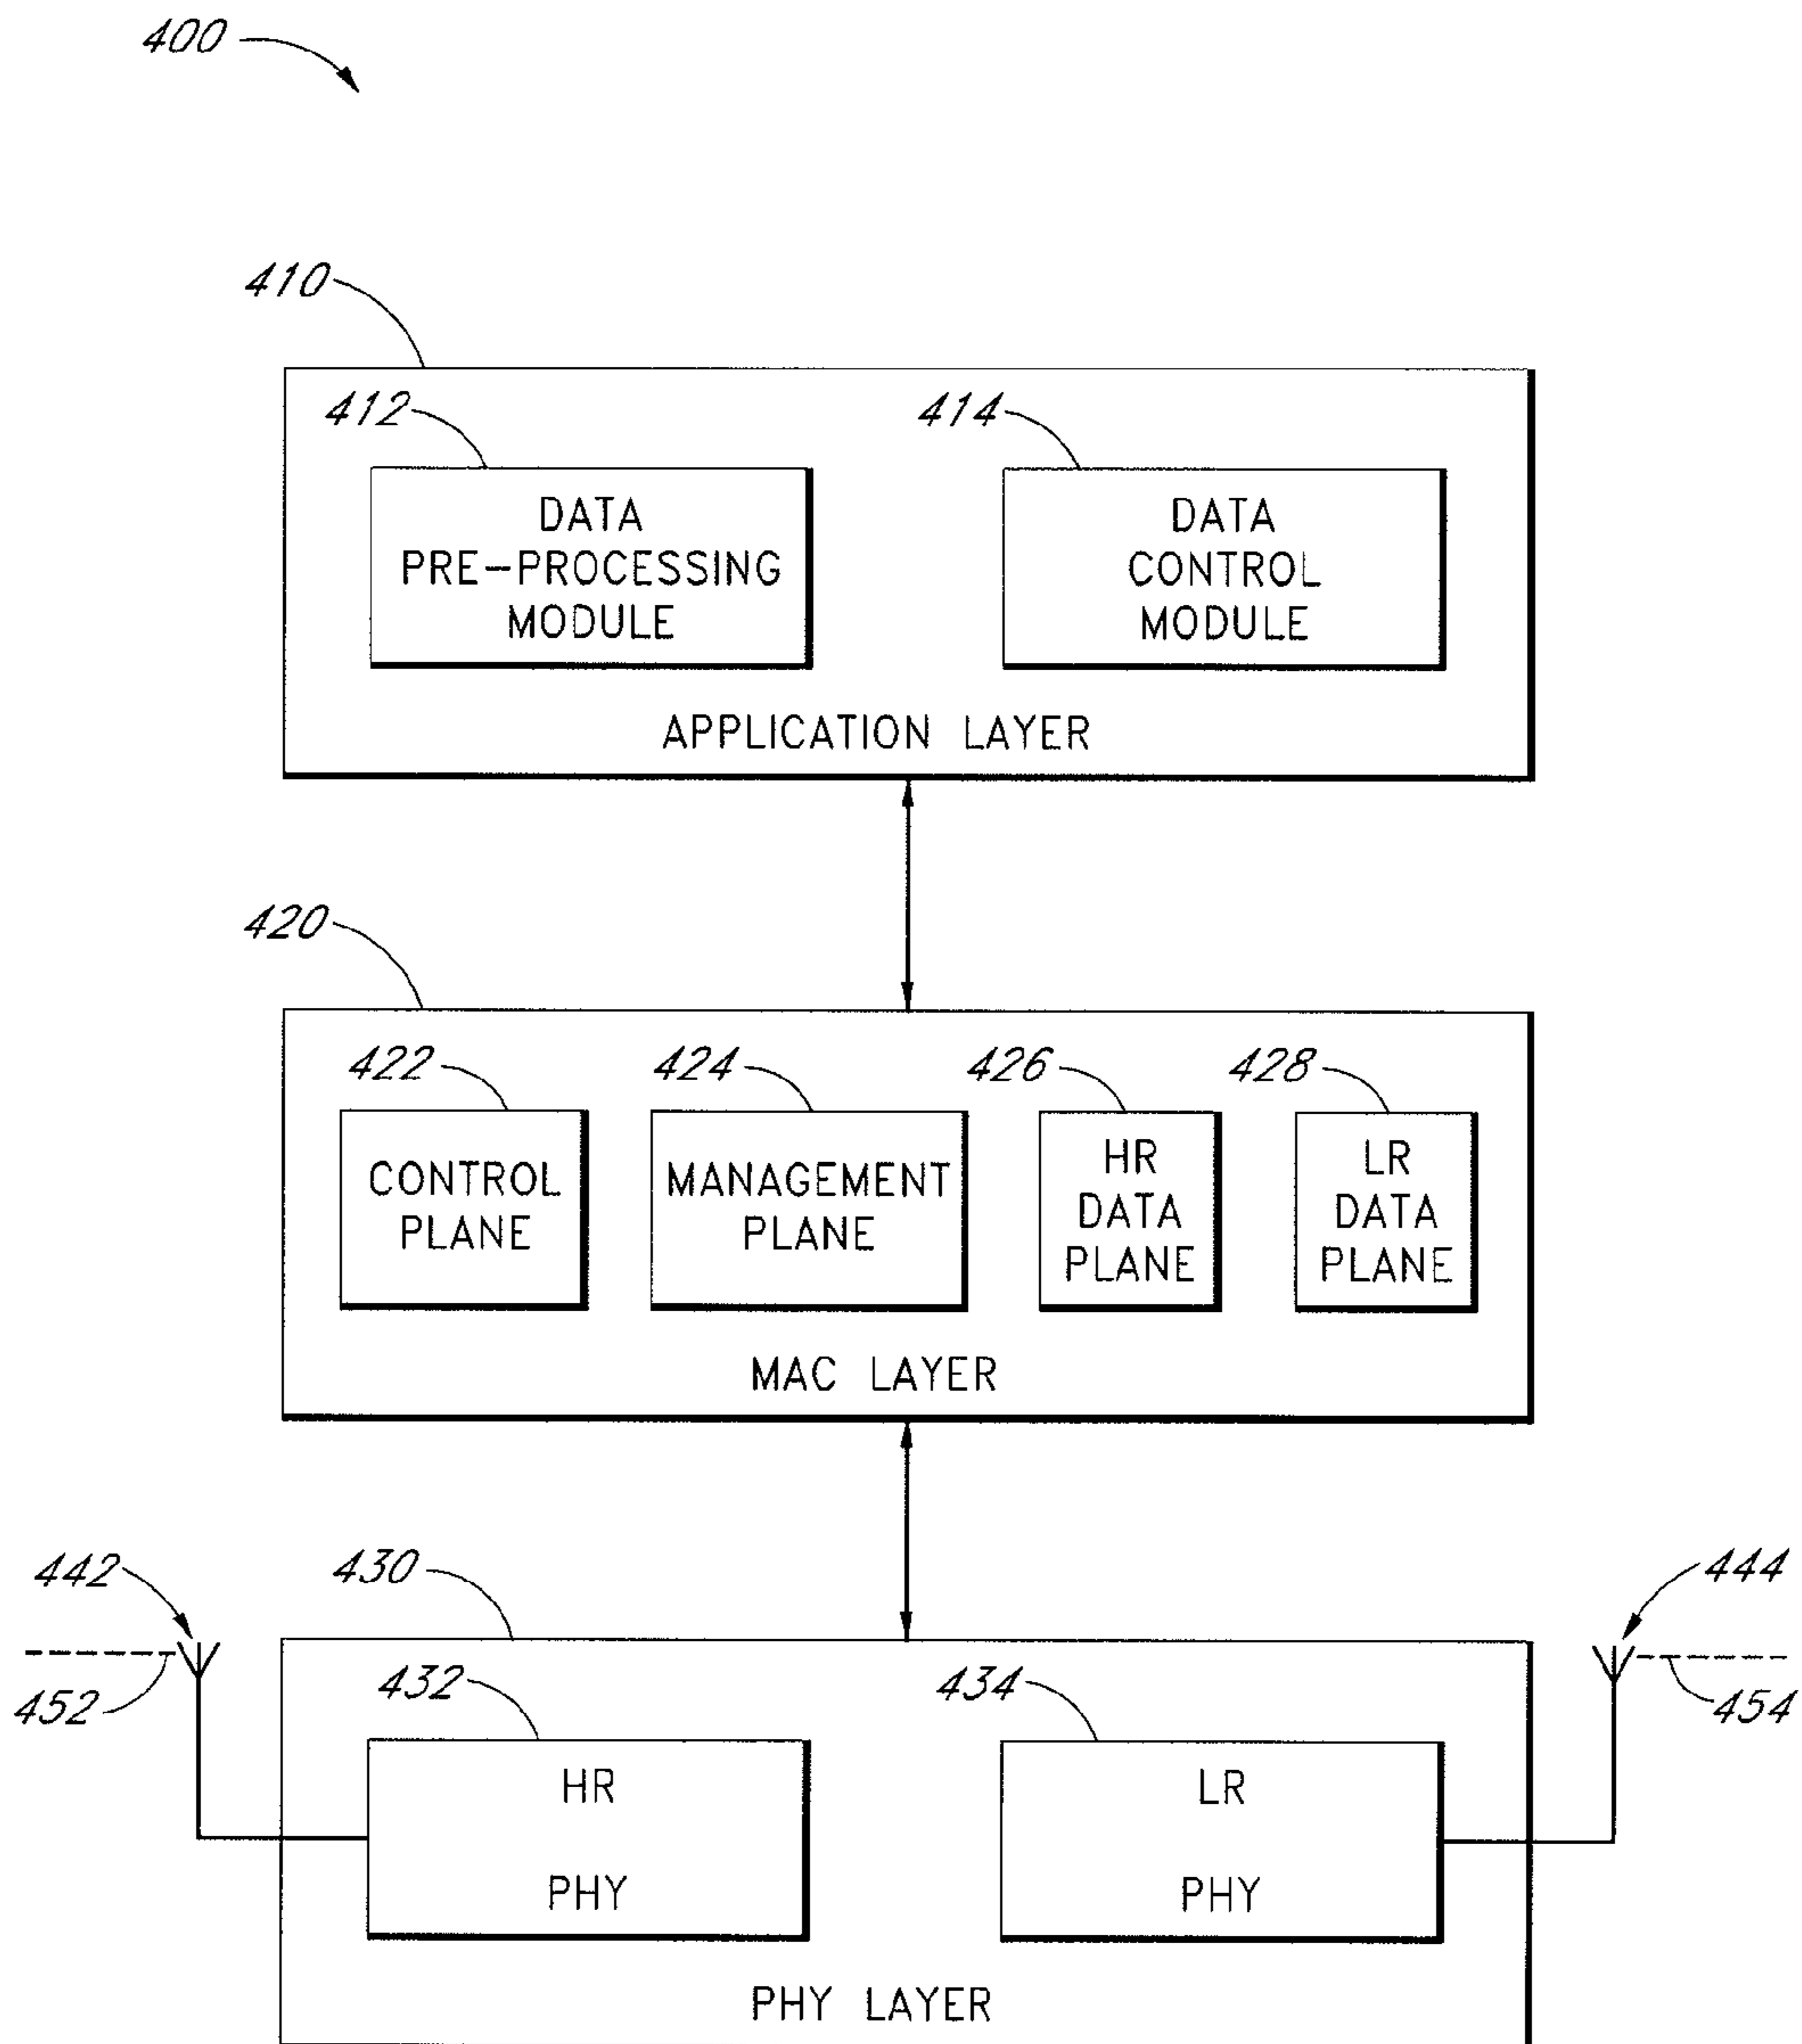 400
410
412
414
DATA
PRE-PROCESSING
MODULE
DATA
CONTROL
MODULE
APPLICATION LAYER
420
422
424
426
428
CONTROL
PLANE
MANAGEMENT
PLANE
HR
DATA
PLANE
LR
DATA
PLANE
MAC LAYER
442
430
444
452
432
434
454
HR
PHY
LR
PHY
PHY LAYER